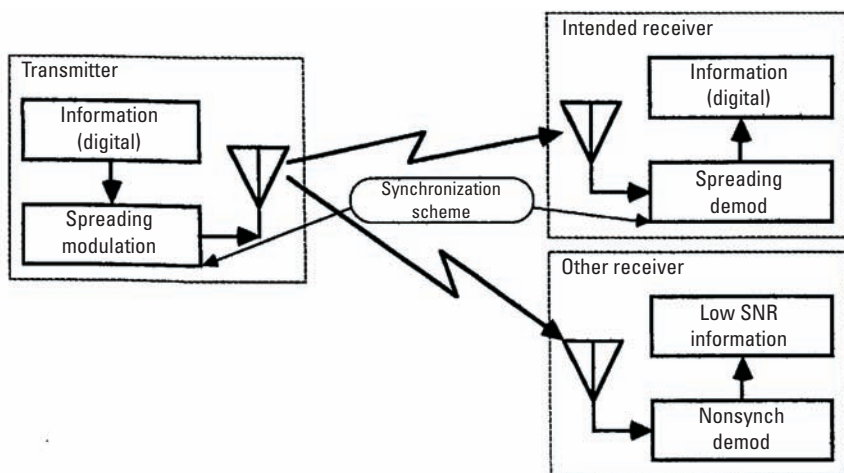 Transmitter
Information
(digital)
Spreading
modulation
Synchronization
scheme
Intended receiver
Information
(digital)
Spreading
demod
Other receiver
Low SNR
information
Nonsynch
demod